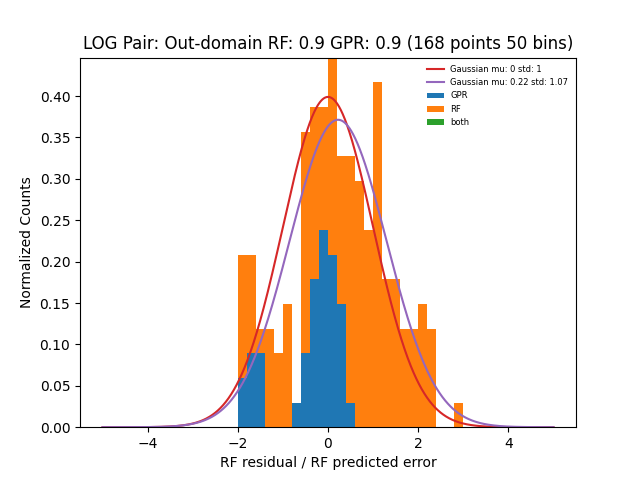 LOG Pair: Out-domain RF: 0.9 GPR: 0.9 (168 points 50 bins)
Gaussian mu: 0 std: 1
Gaussian mu: 0.22 std: 1.07
GPR
RF
both
Normalized Counts
0.40
0.35
0.30
0.25
0.20
0.15
0.10
0.05
0.00
−4 −2 0 2 4
RF residual / RF predicted error